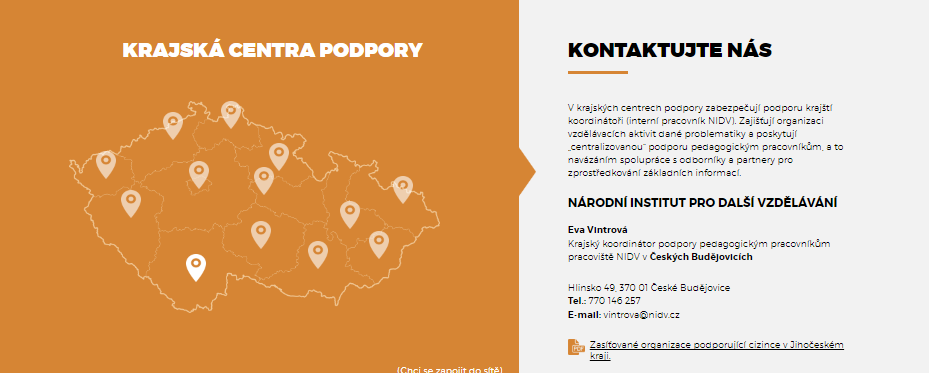 KRAJSKÁ CENTRA PODPORY
(Chci se zapojit do sítě)
KONTAKTUJTE NÁS
V krajských centrech podpory zabezpečují podporu krajští
koordinátoři (interní pracovník NIDV). Zajišťují organizaci
vzdělávacích aktivit dané problematiky a poskytují
„centralizovanou" podporu pedagogickým pracovníkům, a to
navázáním spolupráce s odborníky a partnery pro
zprostředkování základních informací.
NÁRODNÍ INSTITUT PRO DALŠÍ VZDĚLÁVÁNÍ
Eva Vintrová
Krajský koordinátor podpory pedagogickým pracovníkům
pracoviště NIDV v Českých Budějovicích
Hlinsko 49, 370 01 České Budějovice
Tel.: 770 146 257
E-mail: vintrova@nidv.cz
PDF
Zasíťované organizace podporující cizince v Jihočeském
kraji.